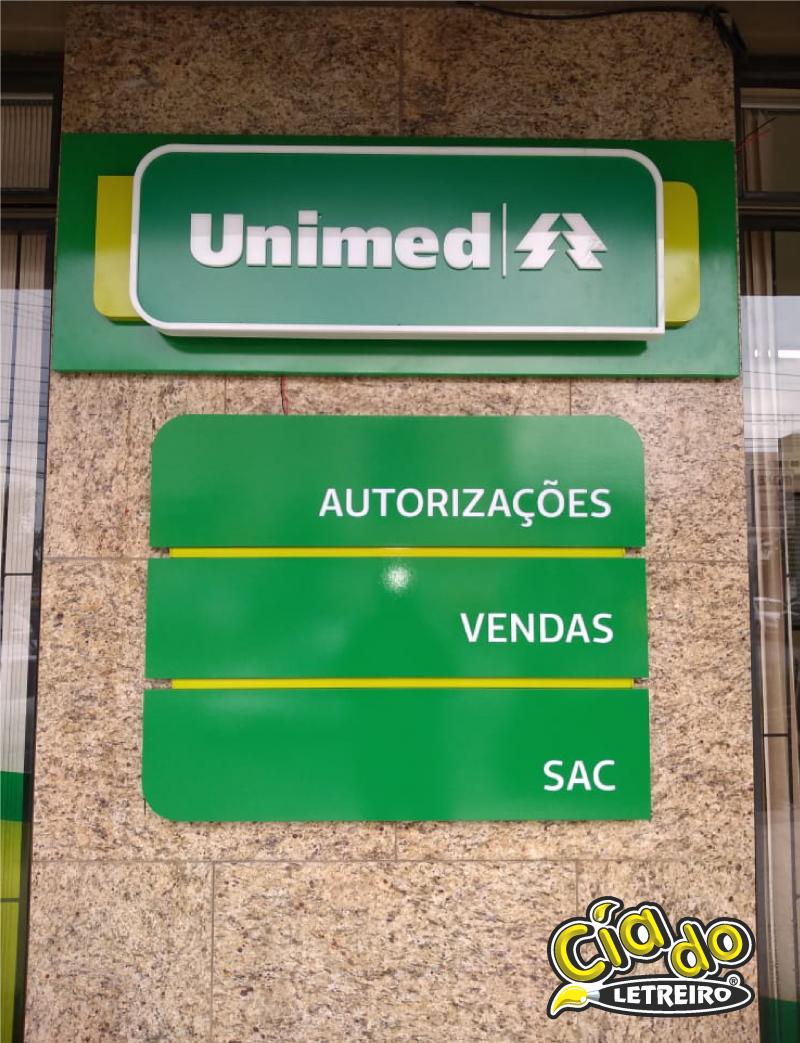 Unimed
AUTORIZAÇÕES
VENDAS
SAC
Cia do
LETREIRO®